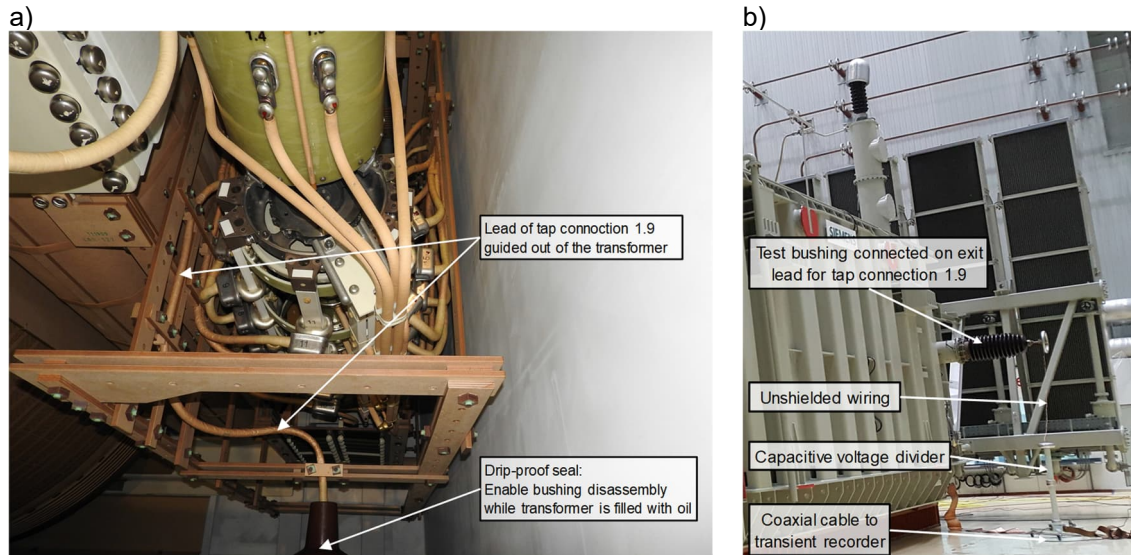 a)
b)
1.4
Lead of tap connoction 1.9
guided out of the transformer
Drip-proof seal:
Enable bushing disassembly
while transformer is filled with oil
Test bushing connected on exit
lead for tap connection 1.9
Unshielded wiring
Capacitive voltage divider
Coaxial cable to
transient recorder